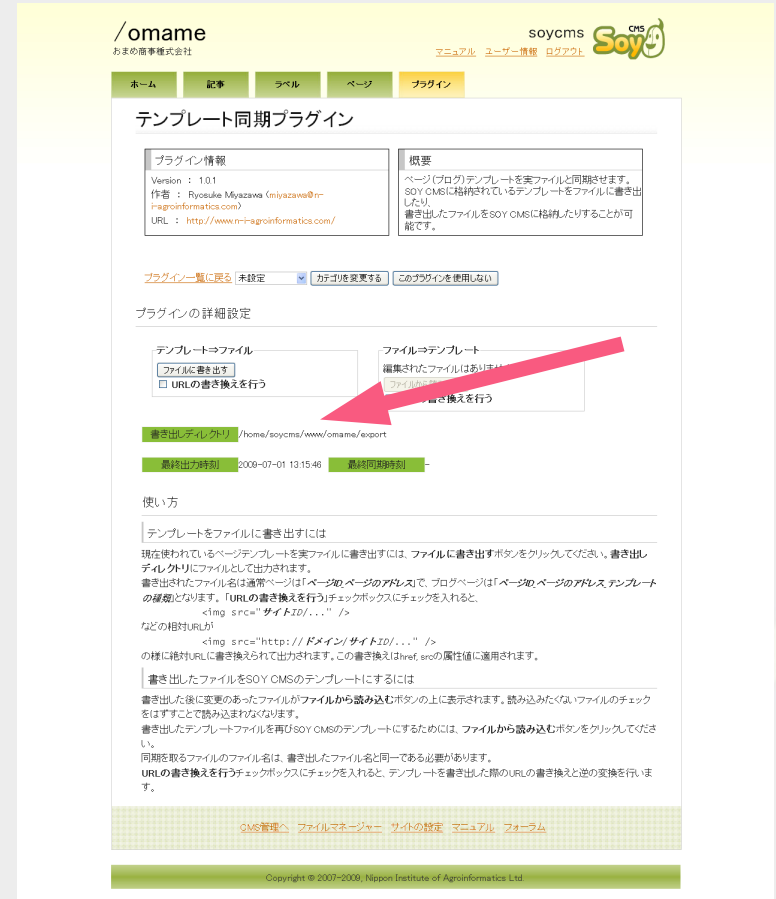 /omame
おまめ商事種式会社
soycms
マニュアル ユーザー情報 ログアウト
CMS
Soy
ホーム 記事 ラベル ページ プラグイン
テンプレート同期プラグイン
プラグイン情報
Version ： 1.0.1
作者 ： Ryosuke Miyazawa (miyazawa@n-
i-agroinformatics.com)
URL ： http://www.n-i-agroinformatics.com/
概要
ページ(ブログ)テンプレートを実ファイルと同期させます。
SOY CMSに格納されているテンプレートをファイルに書き出
したり、
書き出したファイルをSOY CMSに格納したりすることが可
能です。
プラグイン一覧に戻る 未設定 カテゴリを変更する このプラグインを使用しない
プラグインの詳細設定
テンプレート⇒ファイル
ファイルに書き出す
URLの書き換えを行う
ファイル⇒テンプレート
編集されたファイルはありませ
ファイルから
書き換えを行う
書き出しディレクトリ /home/soycms/www/omame/export
最終出力時刻 2009-07-01 13:15:46 最終同期時刻 -
使い方
テンプレートをファイルに書き出すには
現在使われているページテンプレートを実ファイルに書き出すには、ファイルに書き出すボタンをクリックしてください。書き出し
ディレクトリにファイルとして出力されます。
書き出されたファイル名は通常ページは「ページID_ページのアドレス」で、ブログページは「ページID_ページのアドレス_テンプレート
の種類」となります。「URLの書き換えを行う」チェックボックスにチェックを入れると、
<img src="サイトID/..." />
などの相対URLが
<img src="http://ドメイン/サイトID/..." />
の様に絶対URLに書き換えられて出力されます。この書き換えはhref, srcの属性値に適用されます。
書き出したファイルをSOY CMSのテンプレートにするには
書き出した後に変更のあったファイルがファイルから読み込むボタンの上に表示されます。読み込みたくないファイルのチェック
をはずすことで読み込まれなくなります。
書き出したテンプレートファイルを再びSOY CMSのテンプレートにするためには、ファイルから読み込むボタンをクリックしてくださ
い。
同期を取るファイルのファイル名は、書き出したファイル名と同一である必要があります。
URLの書き換えを行うチェックボックスにチェックを入れると、テンプレートを書き出した際のURLの書き換えと逆の変換を行いま
す。
CMS管理へ ファイルマネージャー サイトの設定 マニュアル フォーラム
Copyright © 2007-2009, Nippon Institute of Agroinformatics Ltd.